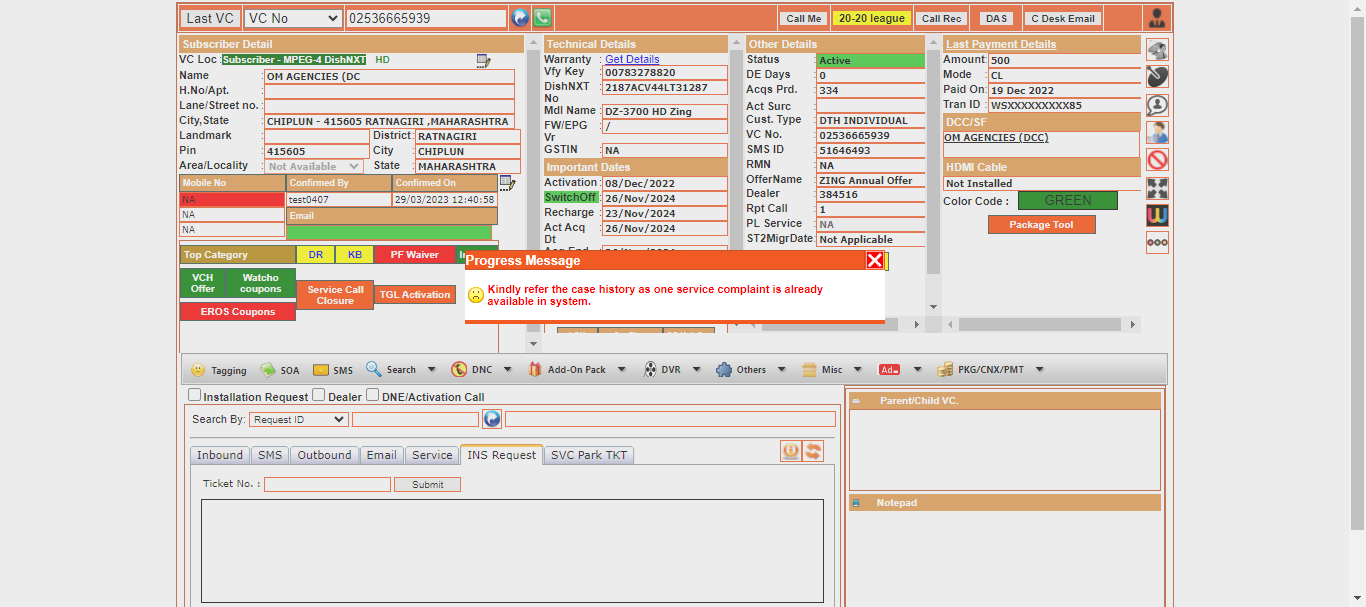 Last VC VC No 02536665939 Call Me 20-20 league Call Rec DAS C Desk Email
Subscriber Detail
VC Loc : Subscriber - MPEG-4 DishNXT HD
Name : OM AGENCIES (DC
H.No/Apt. :
Lane/Street no. :
City,State : CHIPLUN - 415605 RATNAGIRI ,MAHARASHTRA
Landmark : District : RATNAGIRI
Pin : 415605 City : CHIPLUN
Area/Locality : Not Available State : MAHARASHTRA
Mobile No Confirmed By Confirmed On
NA test0407 29/03/2023 12:40:58
NA Email
NA
Top Category DR KB PF Waiver
VCH Offer Watcho coupons Service Call Closure TGL Activation
EROS Coupons
Technical Details
Warranty : Get Details
Vfy Key : 00783278820
DishNXT No : 2187ACV44LT31287
Mdl Name : DZ-3700 HD Zing
FW/EPG Vr : /
GSTIN : NA
Important Dates
Activation : 08/Dec/2022
SwitchOff : 26/Nov/2024
Recharge : 23/Nov/2024
Act Acq Dt : 26/Nov/2024
Other Details
Status : Active
DE Days : 0
Acqs Prd. : 334
Act Surc :
Cust. Type : DTH INDIVIDUAL
VC No. : 02536665939
SMS ID : 51646493
RMN : NA
OfferName : ZING Annual Offer
Dealer : 384516
Rpt Call : 1
PL Service : NA
ST2MigrDate: Not Applicable
Last Payment Details
Amount: 500
Mode : CL
Paid On: 19 Dec 2022
Tran ID : WSXXXXXXXXX85
DCC/SF
OM AGENCIES (DCC)
HDMI Cable
Not Installed
Color Code : GREEN
Package Tool
Progress Message
Kindly refer the case history as one service complaint is already
available in system.
Tagging SOA SMS Search DNC Add-On Pack DVR Others Misc Ad PKG/CNX/PMT
Installation Request Dealer DNE/Activation Call
Search By: Request ID
Inbound SMS Outbound Email Service INS Request SVC Park TKT
Ticket No. : Submit
Parent/Child VC.
Notepad